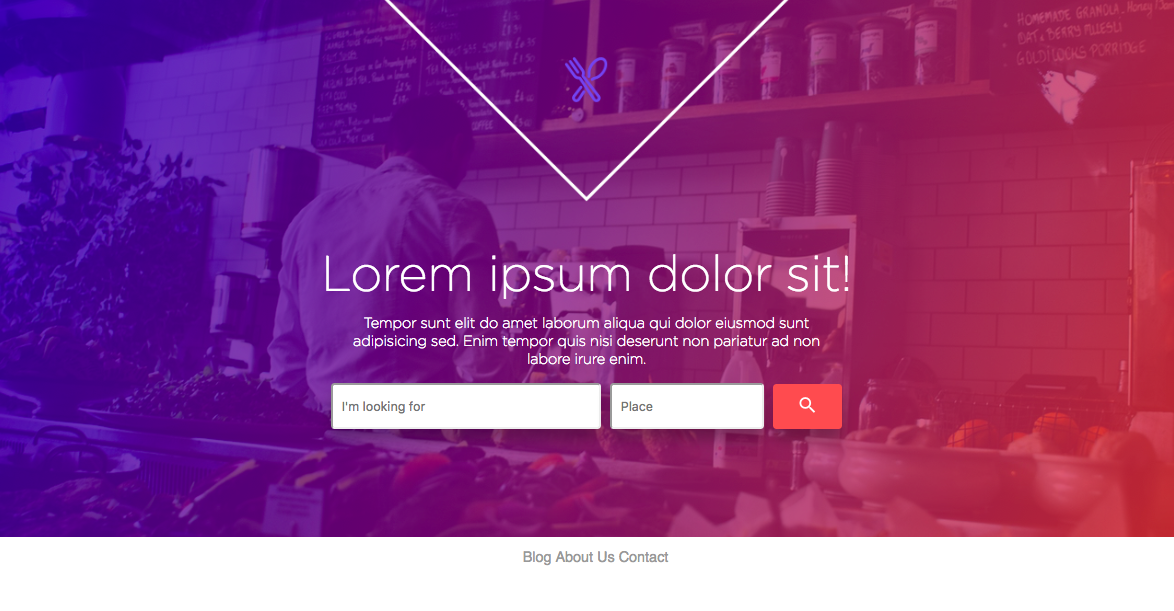 HOMEMADE GRANOLA, Honey
OAT & BERRY MUESLI
GOLDILOCKS PORRIDGE
COFFEE
Lorem ipsum dolor sit!
Tempor sunt elit do amet laborum aliqua qui dolor eiusmod sunt
adipisicing sed. Enim tempor quis nisi deserunt non pariatur ad non
labore irure enim.
I'm looking for
Place
Blog About Us Contact